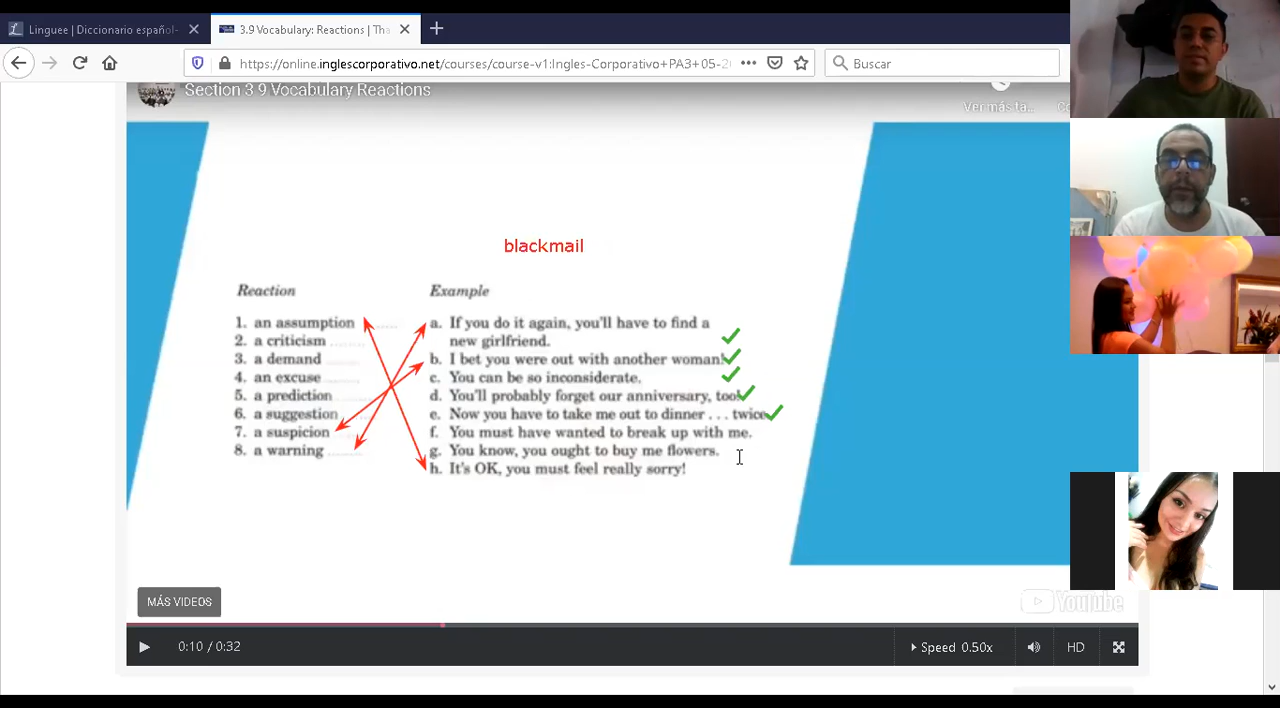 Linguee | Diccionario español-
3.9 Vocabulary: Reactions | Tha
https://online.inglescorporativo.net/courses/course-v1:Ingles-Corporativo+PA3+05-2
Buscar
Section 3 9 Vocabulary Reactions
Ver más ta...
blackmail
Reaction
Example
1. an assumption
2. a criticism
3. a demand
4. an excuse
5. a prediction
6. a suggestion
7. a suspicion
8. a warning
a. If you do it again, you'll have to find a
new girlfriend.
b. I bet you were out with another woman!
c. You can be so inconsiderate.
d. You'll probably forget our anniversary, too!
e. Now you have to take me out to dinner . . . twice
f. You must have wanted to break up with me.
g. You know, you ought to buy me flowers.
h. It's OK, you must feel really sorry!
MÁS VIDEOS
YouTube
0:10 / 0:32
Speed 0.50x
HD